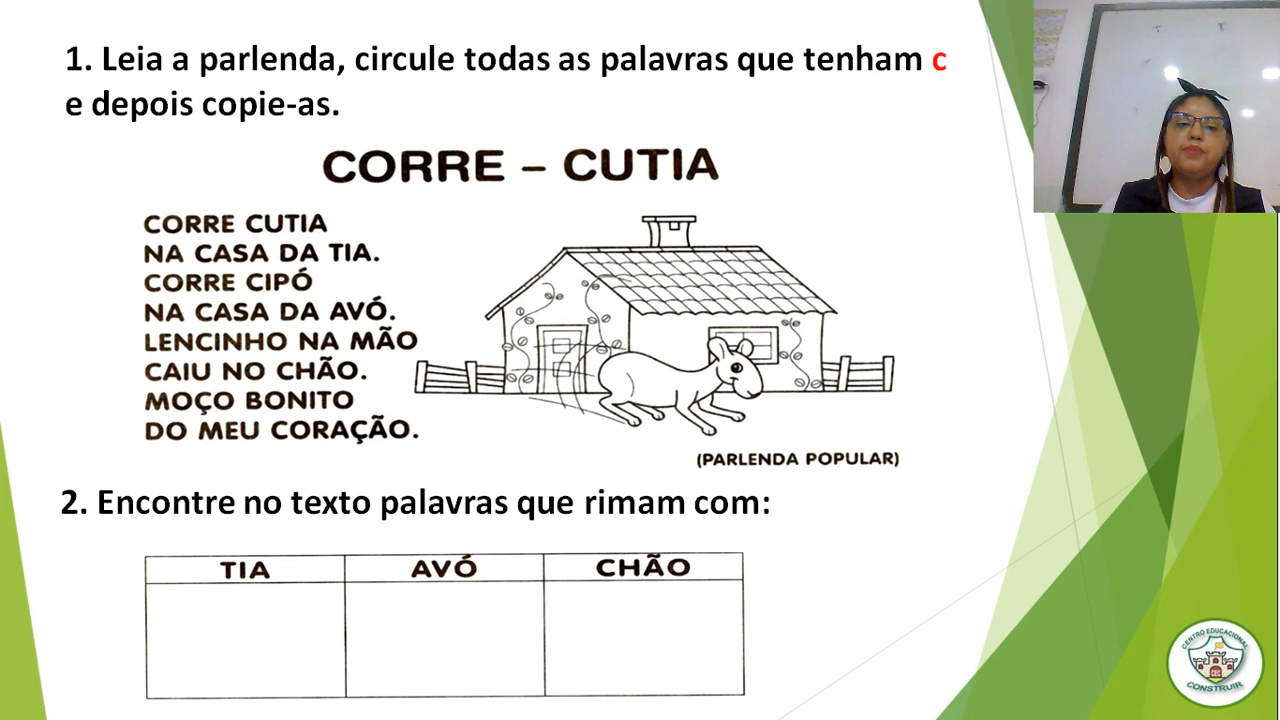 1. Leia a parlenda, circule todas as palavras que tenham c
e depois copie-as.
CORRE – CUTIA
CORRE CUTIA
NA CASA DA TIA.
CORRE CIPÓ
NA CASA DA AVÓ.
LENCINHO NA MÃO
CAIU NO CHÃO.
MOÇO BONITO
DO MEU CORAÇÃO.
(PARLENDA POPULAR)
2. Encontre no texto palavras que rimam com:
TIA AVÓ CHÃO
CENTRO EDUCACIONAL
CEC
CONSTRUIR